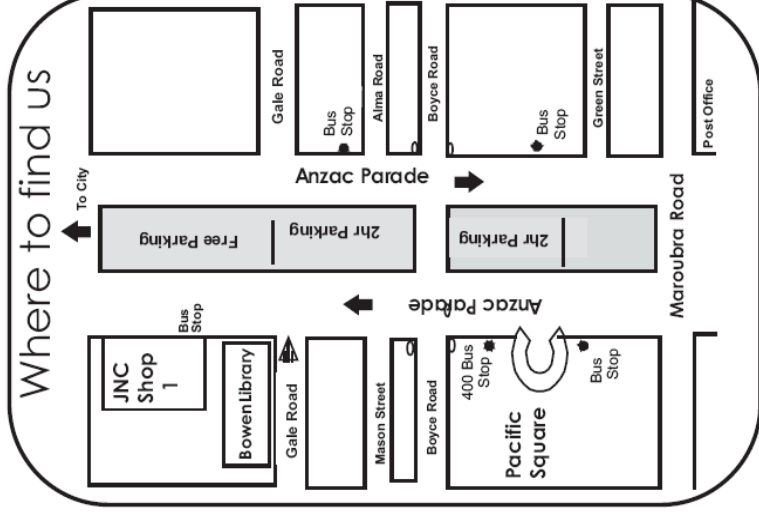 Where to find us
To City
Gale Road
Bus
Stop
Alma Road
Boyce Road
Bus
Stop
Green Street
Post Office
Anzac Parade
Free Parking
2hr Parking
2hr Parking
Maroubra Road
Anzac Parade
Bus
Stop
JNC
Shop
1
Bowen Library
Gale Road
Mason Street
Boyce Road
400 Bus
Stop
Bus
Stop
Pacific
Square